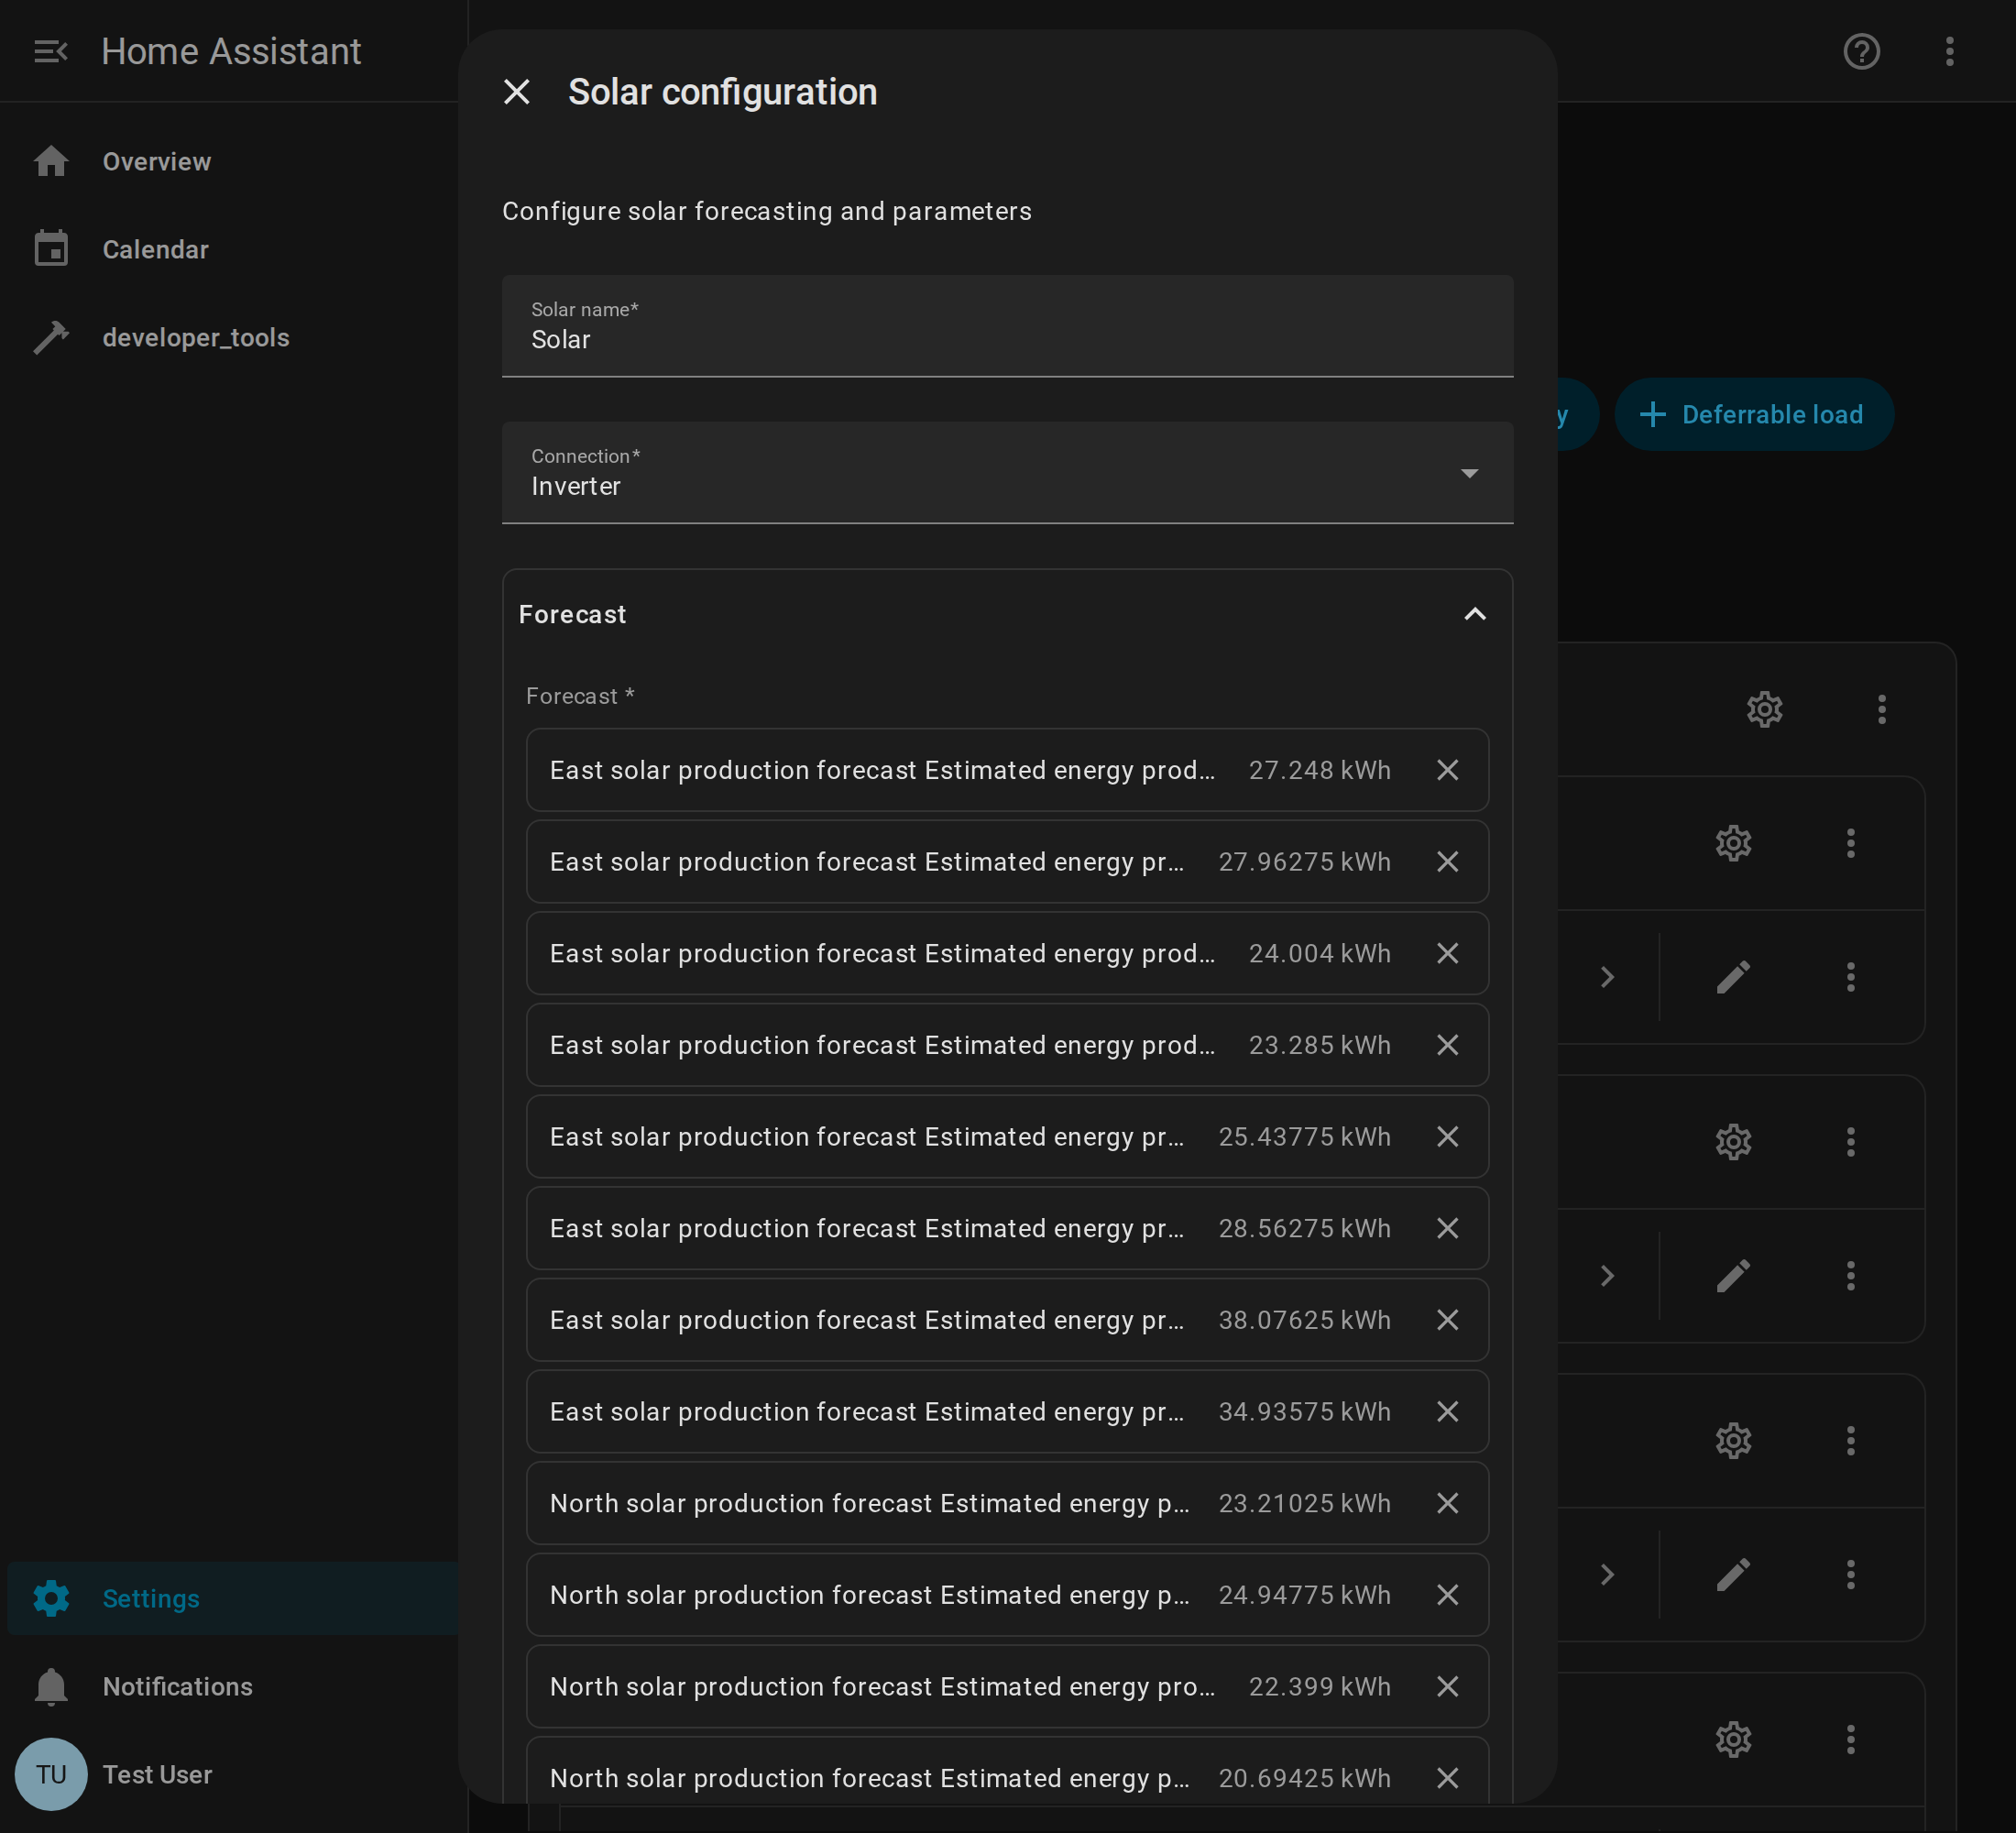 Home Assistant
Overview
Calendar
developer_tools
Settings
Notifications
TU
Test User
Solar configuration
Configure solar forecasting and parameters
Solar name*
Solar
Connection*
Inverter
Forecast
Forecast *
East solar production forecast Estimated energy prod… 27.248 kWh
East solar production forecast Estimated energy pr… 27.96275 kWh
East solar production forecast Estimated energy prod… 24.004 kWh
East solar production forecast Estimated energy prod… 23.285 kWh
East solar production forecast Estimated energy pr… 25.43775 kWh
East solar production forecast Estimated energy pr… 28.56275 kWh
East solar production forecast Estimated energy pr… 38.07625 kWh
East solar production forecast Estimated energy pr… 34.93575 kWh
North solar production forecast Estimated energy p… 23.21025 kWh
North solar production forecast Estimated energy p… 24.94775 kWh
North solar production forecast Estimated energy pro… 22.399 kWh
North solar production forecast Estimated energy p… 20.69425 kWh
y
Deferrable load